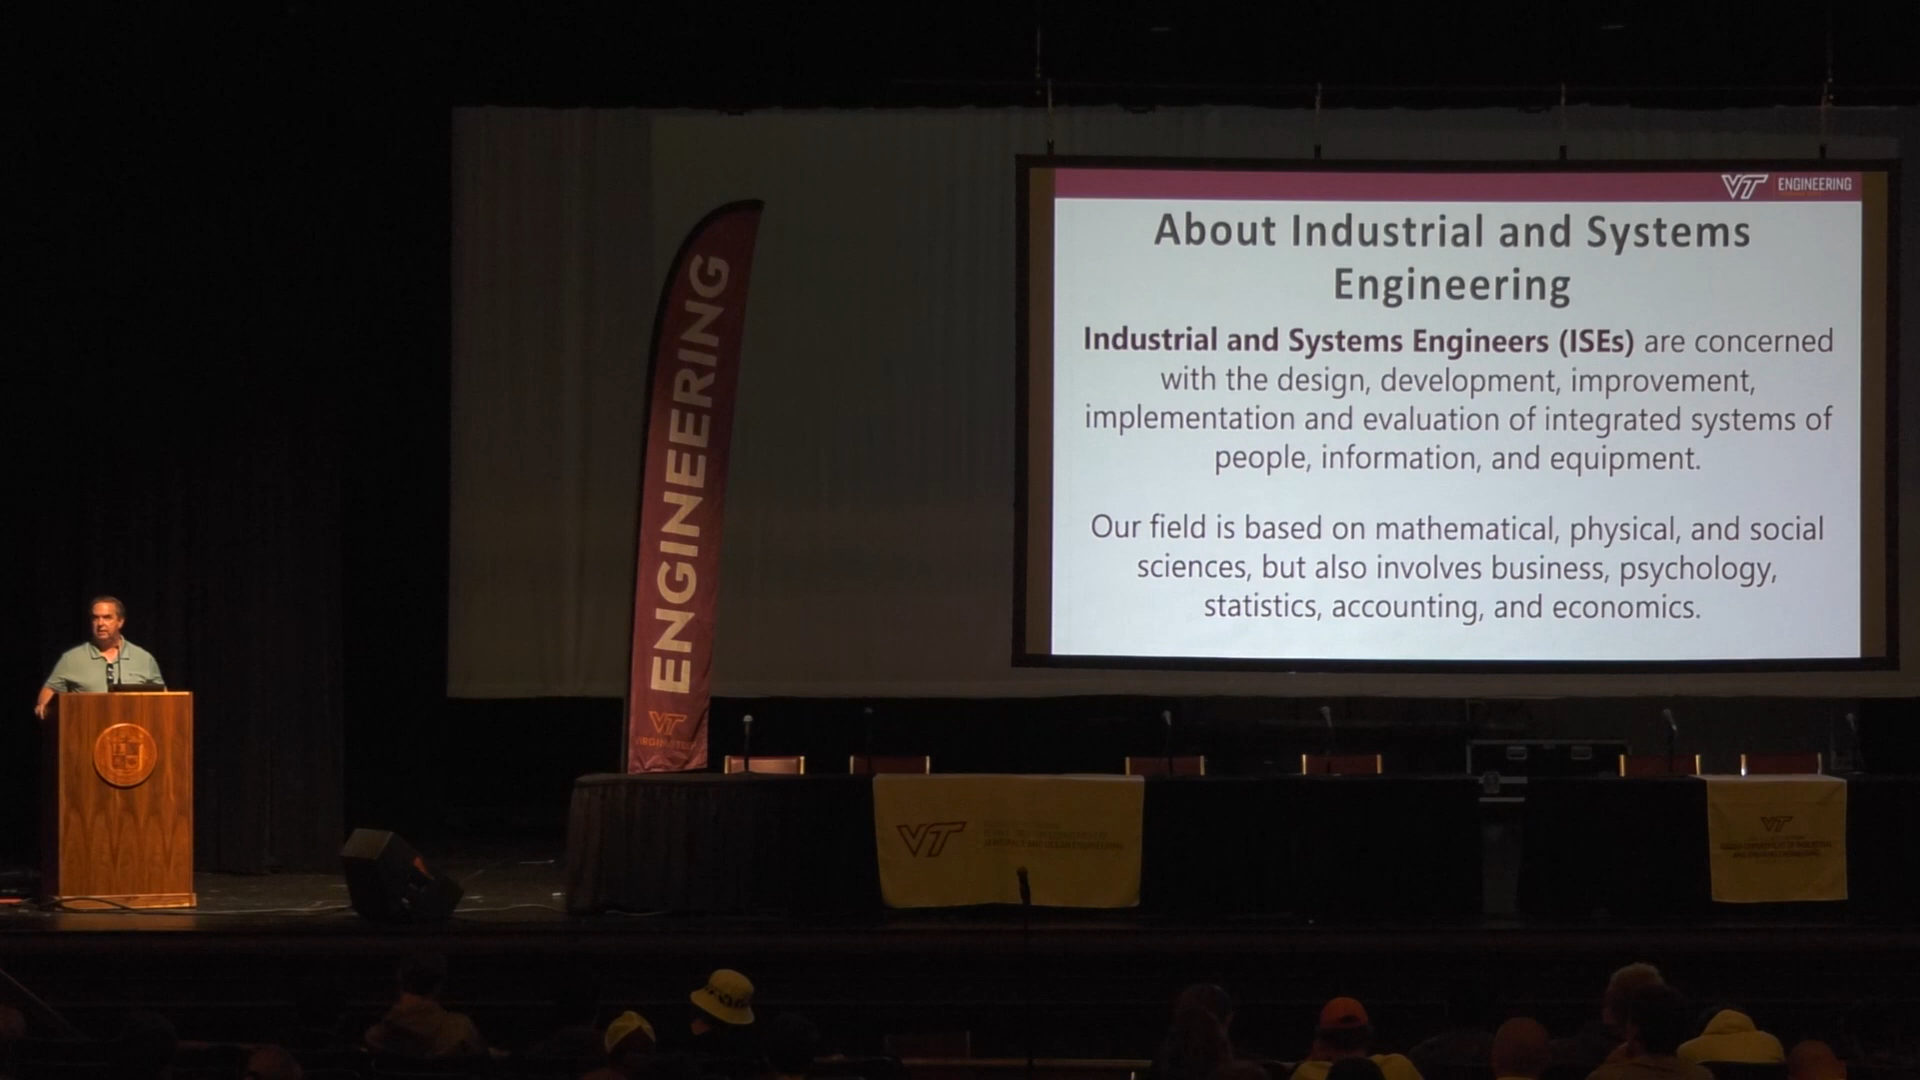 VT ENGINEERING
About Industrial and Systems
Engineering
Industrial and Systems Engineers (ISEs) are concerned
with the design, development, improvement,
implementation and evaluation of integrated systems of
people, information, and equipment.
Our field is based on mathematical, physical, and social
sciences, but also involves business, psychology,
statistics, accounting, and economics.
ENGINEERING
VT
VIRGINIA TECH
VT
VT